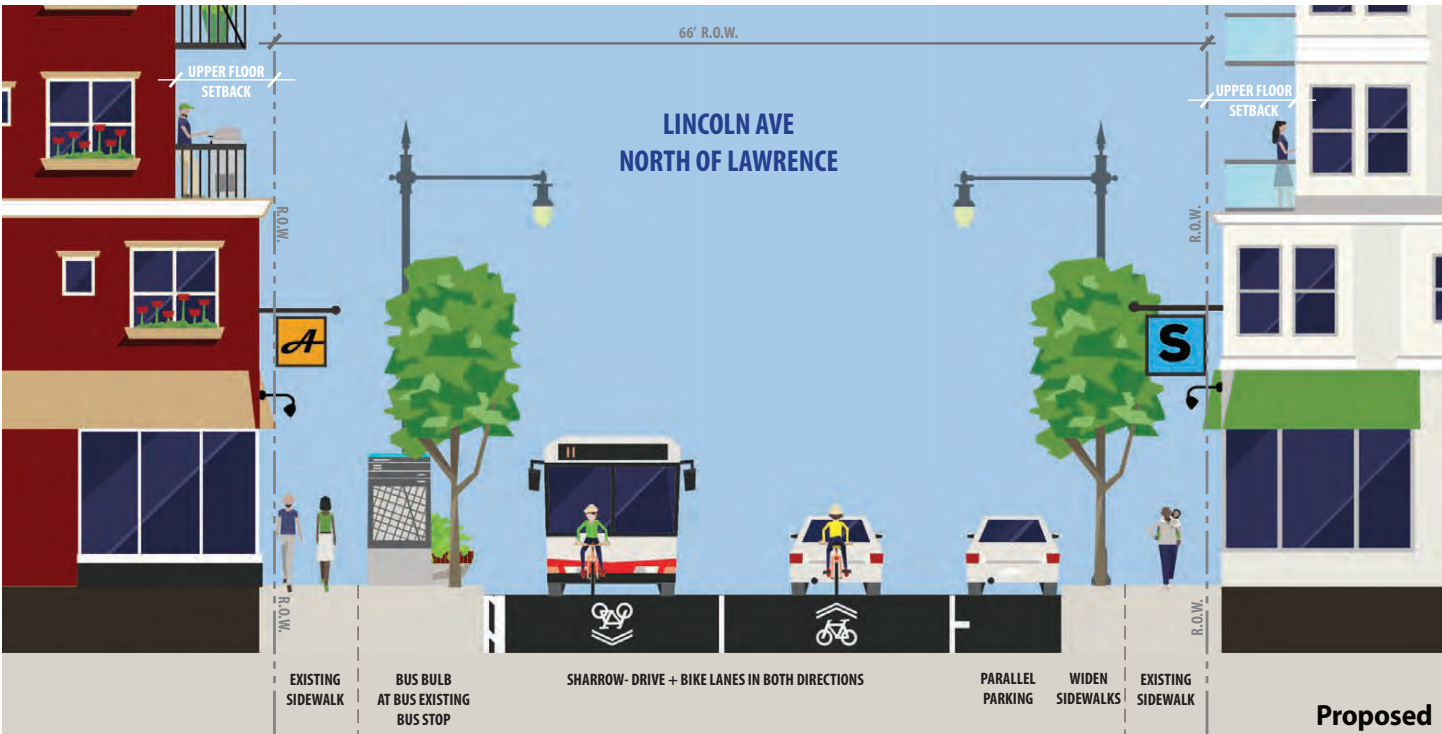 66' R.O.W.
UPPER FLOOR
SETBACK
UPPER FLOOR
SETBACK
LINCOLN AVE
NORTH OF LAWRENCE
R.O.W.
R.O.W.
A
S
R.O.W.
R.O.W.
EXISTING
SIDEWALK
BUS BULB
AT BUS EXISTING
BUS STOP
SHARROW- DRIVE + BIKE LANES IN BOTH DIRECTIONS
PARALLEL
PARKING
WIDEN
SIDEWALKS
EXISTING
SIDEWALK
Proposed